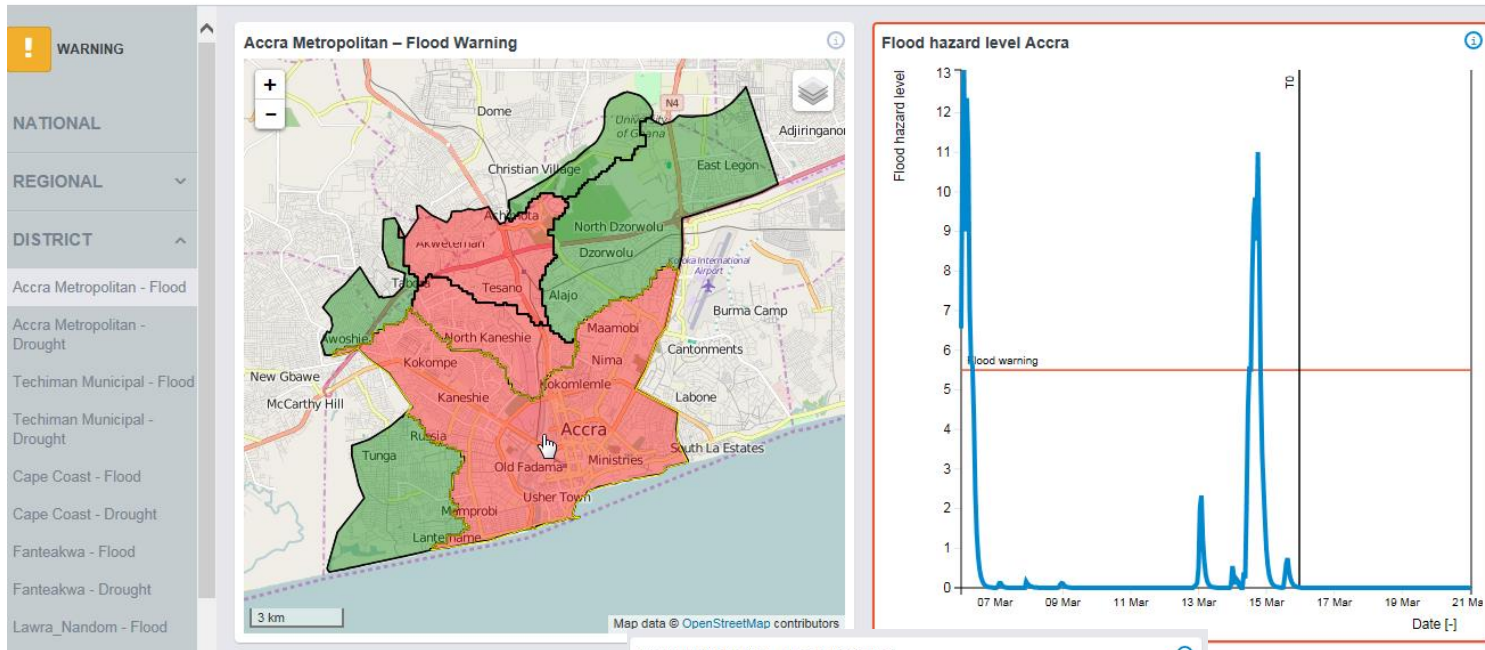 WARNING
NATIONAL
REGIONAL
DISTRICT
Accra Metropolitan - Flood
Accra Metropolitan -
Drought
Techiman Municipal - Flood
Techiman Municipal -
Drought
Cape Coast - Flood
Cape Coast - Drought
Fanteakwa - Flood
Fanteakwa - Drought
Lawra_Nandom - Flood
Accra Metropolitan – Flood Warning
+
−
N4
Dome
University
of Ghana
Adjiringanor
Christian Village
East Legon
Achimota
North Dzorwolu
Akweteman
Dzorwolu
Kotoka International
Airport
Tabora
Tesano
Alajo
Burma Camp
Awoshie
North Kaneshie
Maamobi
Cantonments
Kokompe
Nima
New Gbawe
Kokomlemle
McCarthy Hill
Kaneshie
Labone
Accra
Russia
South La Estates
Tunga
Old Fadama
Ministries
Usher Town
Mamprobi
3 km
Map data © OpenStreetMap contributors
Flood hazard level Accra
Flood hazard level
13
12
11
10
9
8
7
6
5
4
3
2
1
0
T0
Flood warning
07 Mar
09 Mar
11 Mar
13 Mar
15 Mar
17 Mar
19 Mar
21 Ma
Date [-]